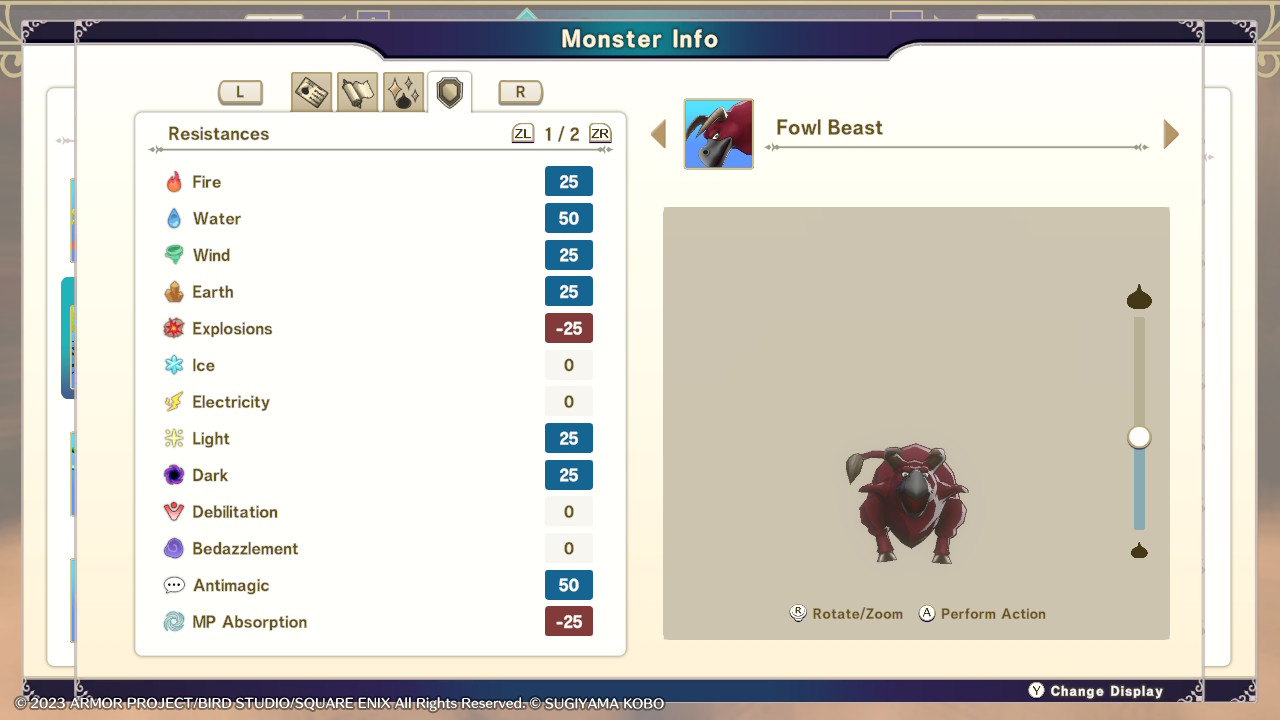 Monster Info
L
R
Resistances
ZL 1 / 2 ZR
Fire 25
Water 50
Wind 25
Earth 25
Explosions -25
Ice 0
Electricity 0
Light 25
Dark 25
Debilitation 0
Bedazzlement 0
Antimagic 50
MP Absorption -25
Fowl Beast
R Rotate/Zoom A Perform Action
Y Change Display
© 2023 ARMOR PROJECT/BIRD STUDIO/SQUARE ENIX All Rights Reserved. © SUGIYAMA KOBO